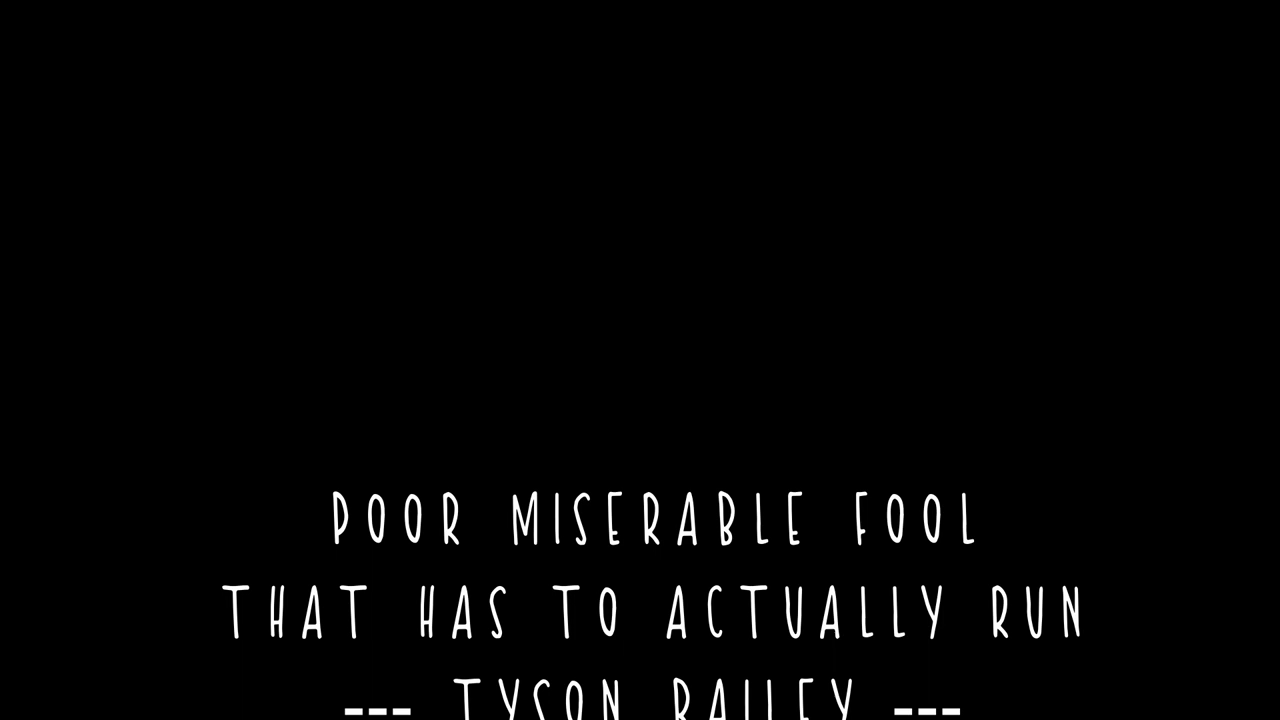 POOR MISERABLE FOOL
THAT HAS TO ACTUALLY RUN
--- TYSON BAILEY ---